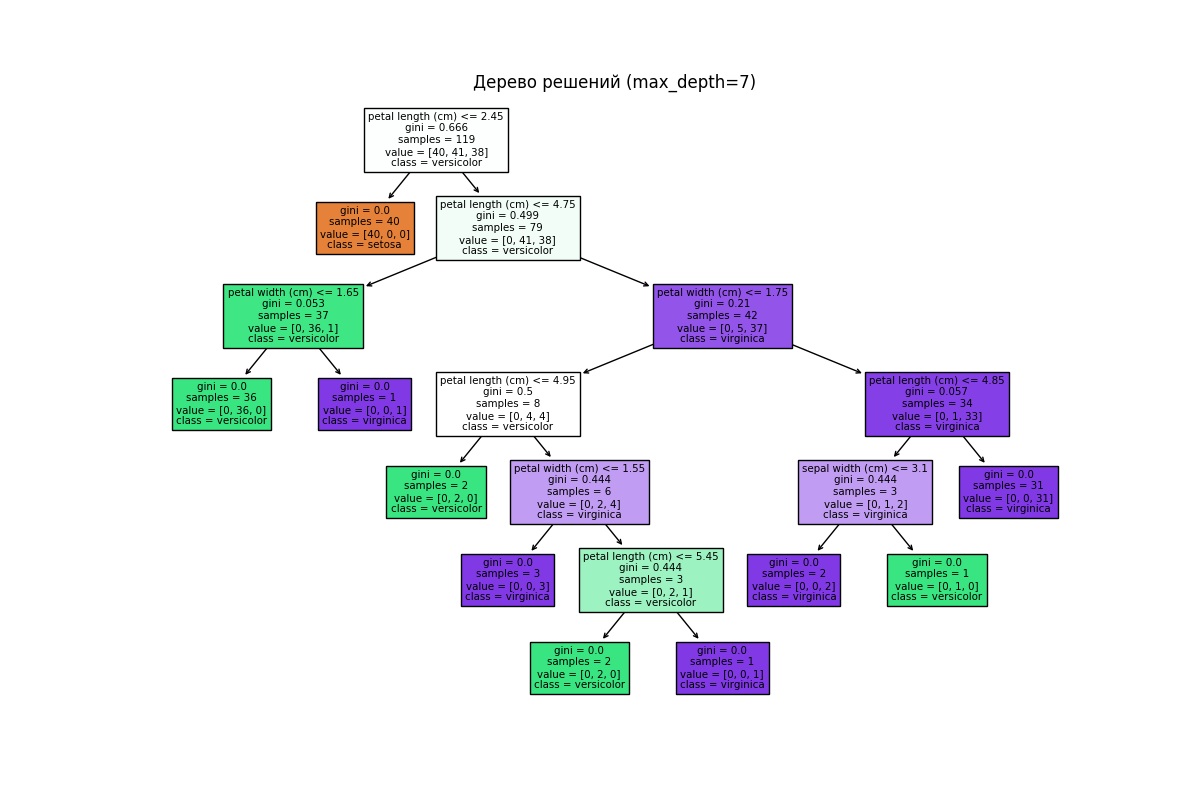 Дерево решений (max_depth=7)
petal length (cm) <= 2.45
gini = 0.666
samples = 119
value = [40, 41, 38]
class = versicolor
gini = 0.0
samples = 40
value = [40, 0, 0]
class = setosa
petal length (cm) <= 4.75
gini = 0.499
samples = 79
value = [0, 41, 38]
class = versicolor
petal width (cm) <= 1.65
gini = 0.053
samples = 37
value = [0, 36, 1]
class = versicolor
petal width (cm) <= 1.75
gini = 0.21
samples = 42
value = [0, 5, 37]
class = virginica
gini = 0.0
samples = 36
value = [0, 36, 0]
class = versicolor
gini = 0.0
samples = 1
value = [0, 0, 1]
class = virginica
petal length (cm) <= 4.95
gini = 0.5
samples = 8
value = [0, 4, 4]
class = versicolor
petal length (cm) <= 4.85
gini = 0.057
samples = 34
value = [0, 1, 33]
class = virginica
gini = 0.0
samples = 2
value = [0, 2, 0]
class = versicolor
petal width (cm) <= 1.55
gini = 0.444
samples = 6
value = [0, 2, 4]
class = virginica
sepal width (cm) <= 3.1
gini = 0.444
samples = 3
value = [0, 1, 2]
class = virginica
gini = 0.0
samples = 31
value = [0, 0, 31]
class = virginica
gini = 0.0
samples = 3
value = [0, 0, 3]
class = virginica
petal length (cm) <= 5.45
gini = 0.444
samples = 3
value = [0, 2, 1]
class = versicolor
gini = 0.0
samples = 2
value = [0, 0, 2]
class = virginica
gini = 0.0
samples = 1
value = [0, 1, 0]
class = versicolor
gini = 0.0
samples = 2
value = [0, 2, 0]
class = versicolor
gini = 0.0
samples = 1
value = [0, 0, 1]
class = virginica